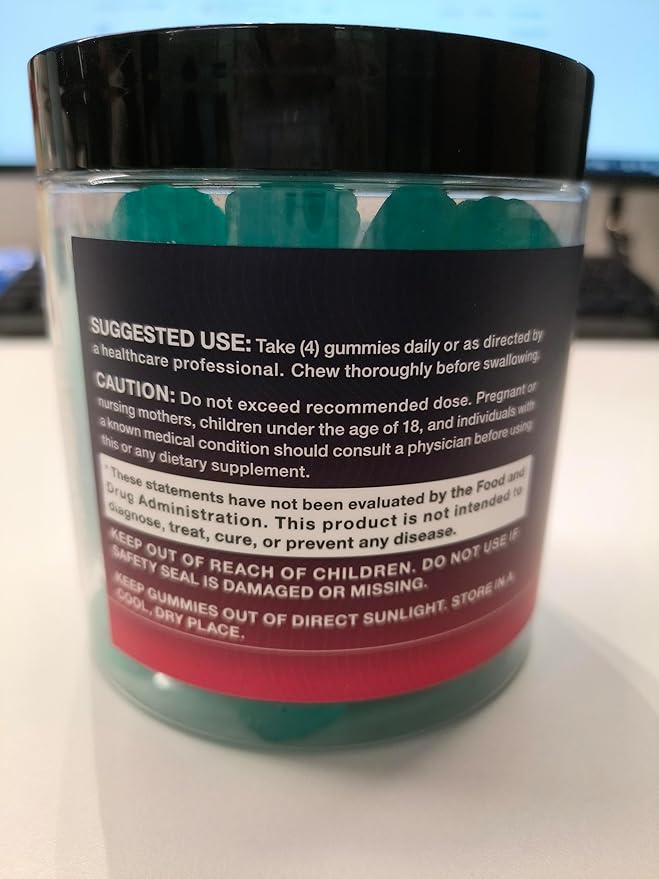 SUGGESTED USE: Take (4) gummies daily or as directed by
a healthcare professional. Chew thoroughly before swallowing.
CAUTION: Do not exceed recommended dose. Pregnant or
nursing mothers, children under the age of 18, and individuals with
a known medical condition should consult a physician before using
this or any dietary supplement.
*These statements have not been evaluated by the Food and
Drug Administration. This product is not intended to
diagnose, treat, cure, or prevent any disease.
KEEP OUT OF REACH OF CHILDREN. DO NOT USE IF
SAFETY SEAL IS DAMAGED OR MISSING.
KEEP GUMMIES OUT OF DIRECT SUNLIGHT. STORE IN A
COOL, DRY PLACE.